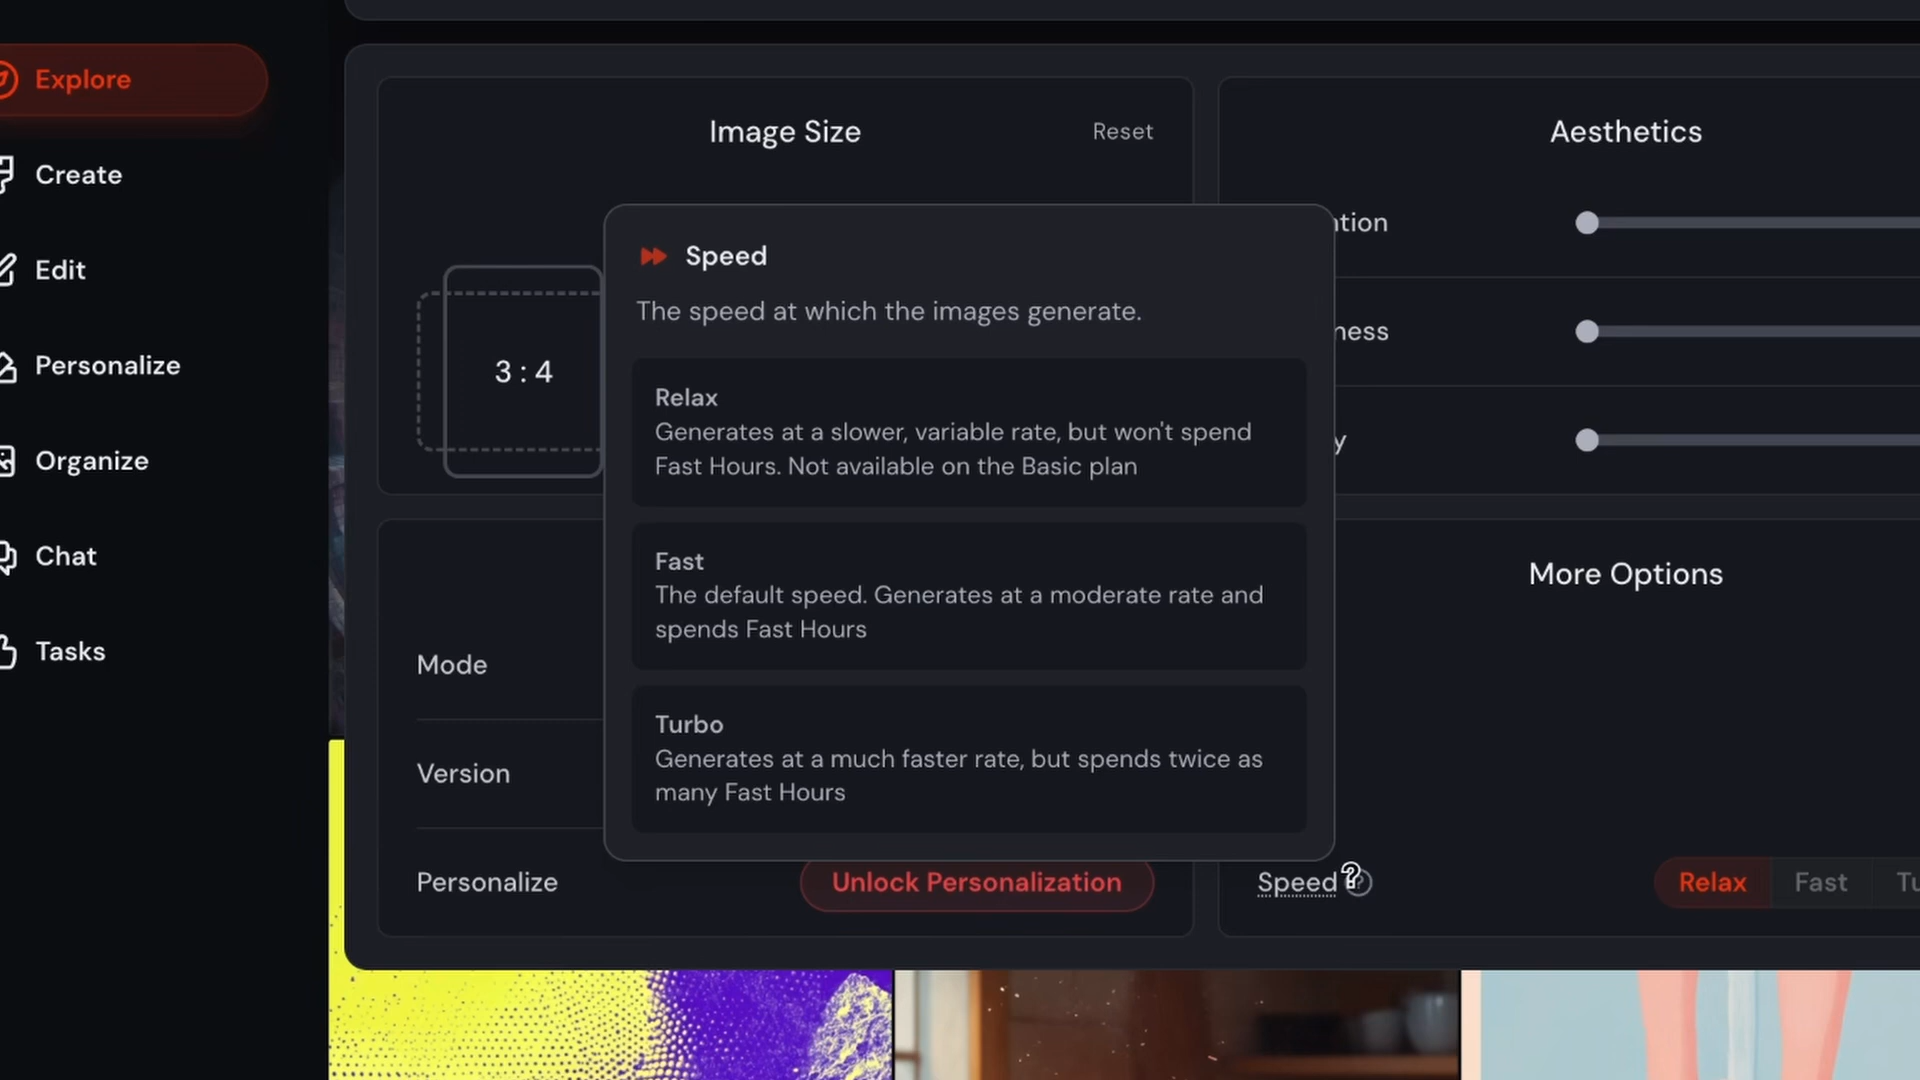 Explore
Create
Edit
Personalize
Organize
Chat
Tasks
Image Size
Reset
3 : 4
Speed
The speed at which the images generate.
Relax
Generates at a slower, variable rate, but won't spend
Fast Hours. Not available on the Basic plan
Fast
The default speed. Generates at a moderate rate and
spends Fast Hours
Turbo
Generates at a much faster rate, but spends twice as
many Fast Hours
Aesthetics
Mode
Version
Personalize
Unlock Personalization
More Options
Speed
Relax
Fast